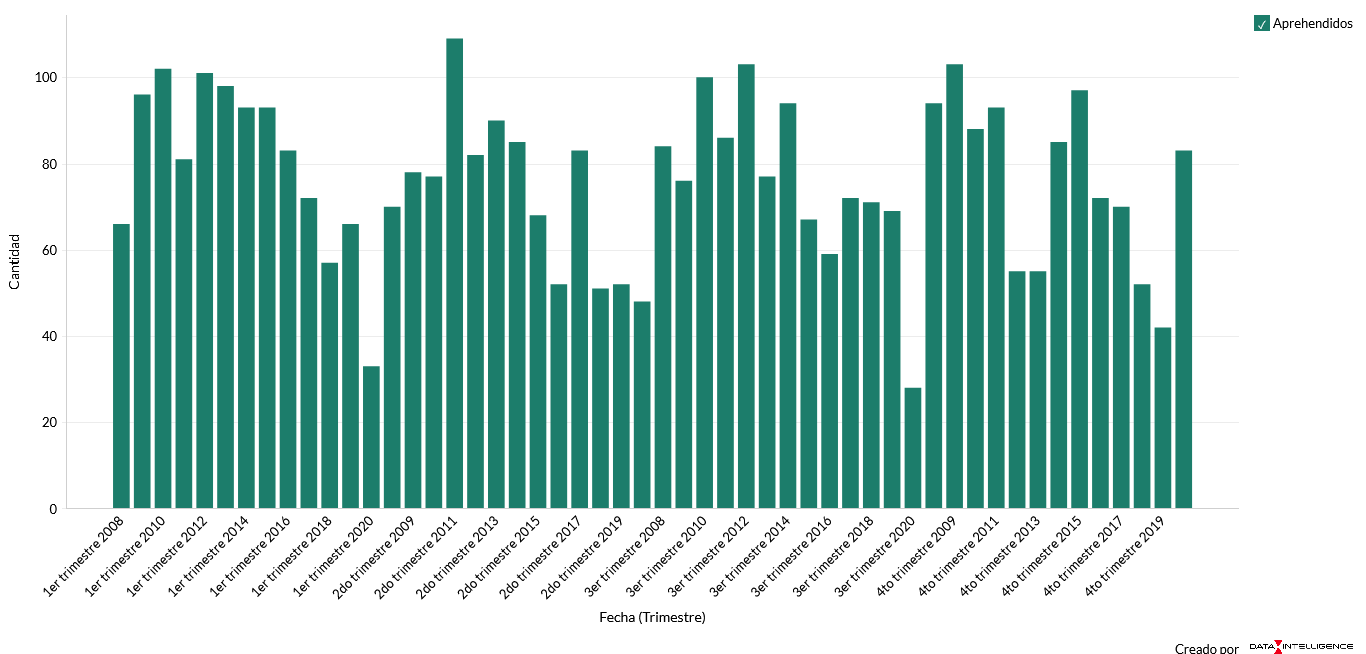 Aprehendidos
Cantidad
100
80
60
40
20
0
1er trimestre 2008
1er trimestre 2010
1er trimestre 2012
1er trimestre 2014
1er trimestre 2016
1er trimestre 2018
1er trimestre 2020
2do trimestre 2009
2do trimestre 2011
2do trimestre 2013
2do trimestre 2015
2do trimestre 2017
2do trimestre 2019
3er trimestre 2008
3er trimestre 2010
3er trimestre 2012
3er trimestre 2014
3er trimestre 2016
3er trimestre 2018
3er trimestre 2020
4to trimestre 2009
4to trimestre 2011
4to trimestre 2013
4to trimestre 2015
4to trimestre 2017
4to trimestre 2019
Fecha (Trimestre)
Creado por DATA INTELLIGENCE